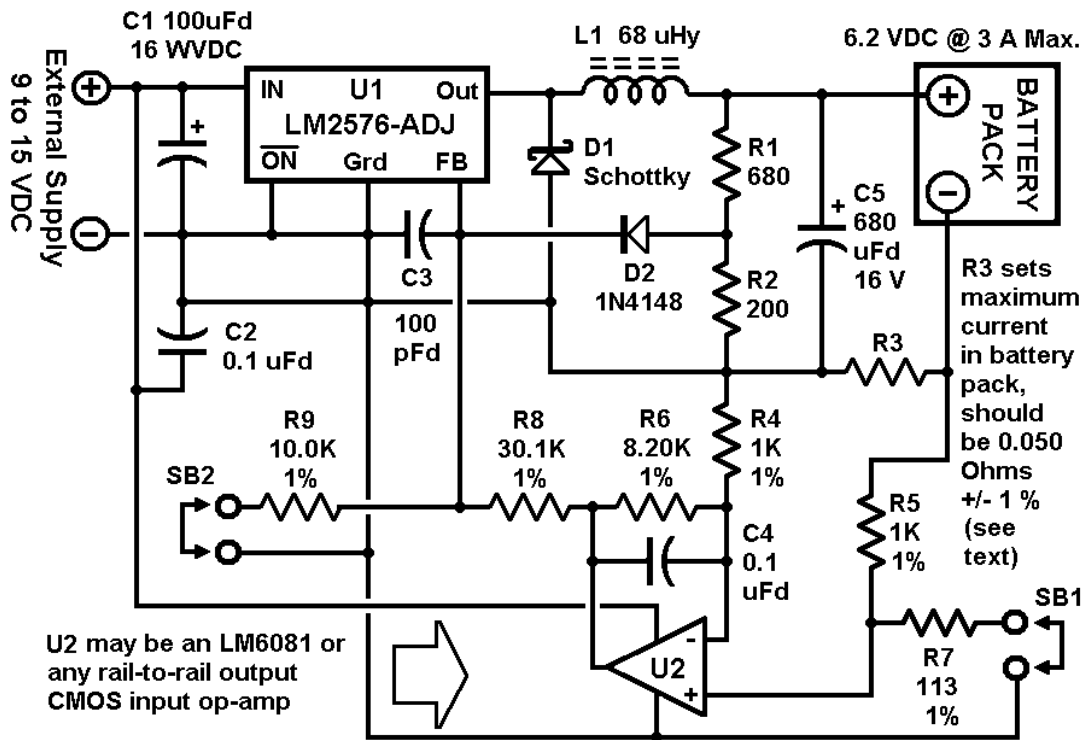 C1 100uFd
16 WVDC
External Supply
9 to 15 VDC
+
−
+
IN
U1
Out
LM2576-ADJ
ON
Grd
FB
L1 68 uHy
6.2 VDC @ 3 A Max.
BATTERY
PACK
+
−
D1
Schottky
R1
680
C5
680
uFd
16 V
+
C3
100
pFd
D2
1N4148
R2
200
C2
0.1 uFd
R3
R3 sets
maximum
current
in battery
pack,
should
be 0.050
Ohms
+/- 1 %
(see
text)
R9
10.0K
1%
R8
30.1K
1%
R6
8.20K
1%
R4
1K
1%
SB2
C4
0.1
uFd
R5
1K
1%
SB1
R7
113
1%
U2
-
+
U2 may be an LM6081 or
any rail-to-rail output
CMOS input op-amp